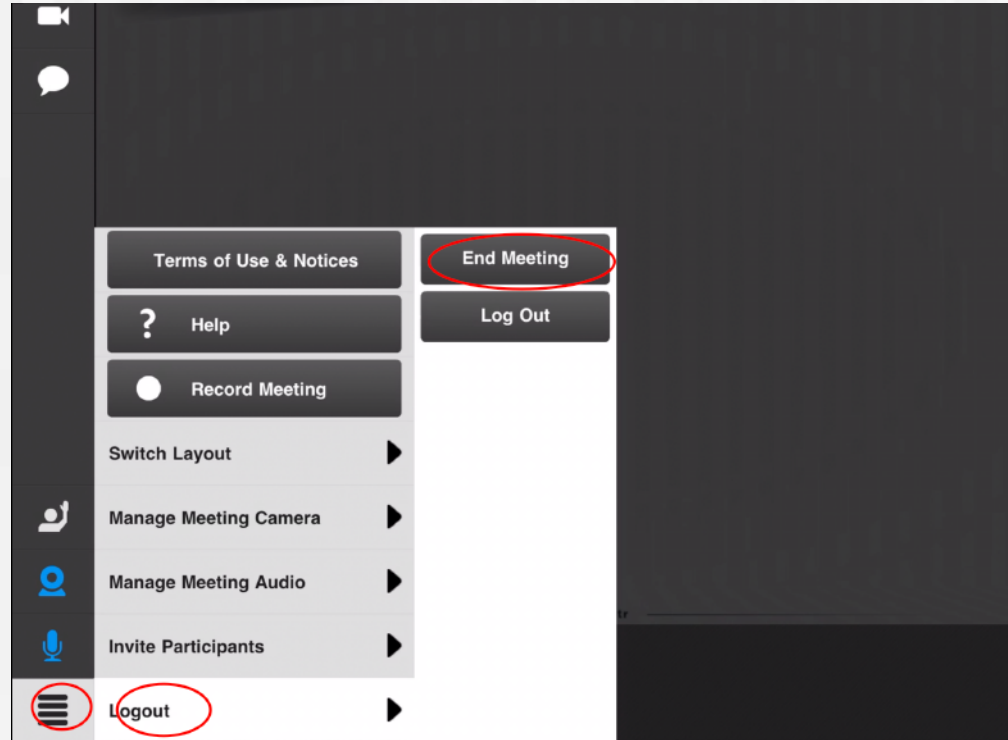 Terms of Use & Notices
? Help
Record Meeting
Switch Layout
Manage Meeting Camera
Manage Meeting Audio
Invite Participants
Logout
End Meeting
Log Out
tr